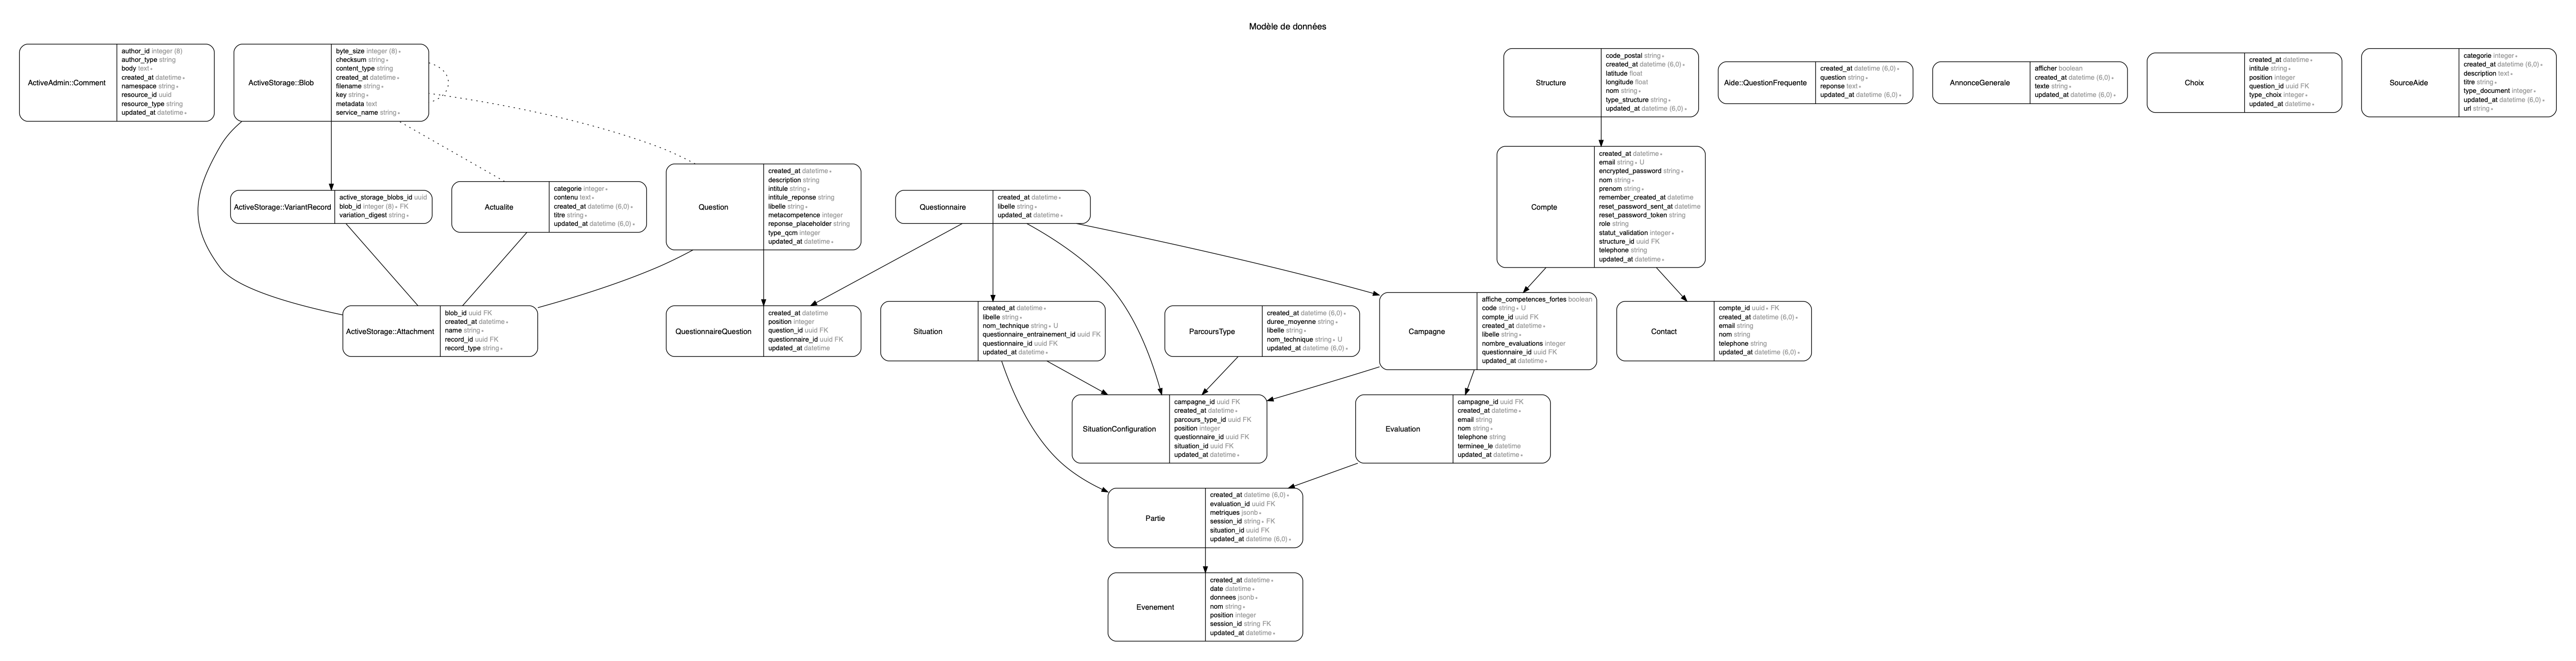 Modèle de données
ActiveAdmin::Comment
author_id integer (8)
author_type string
body text ∗
created_at datetime ∗
namespace string ∗
resource_id uuid
resource_type string
updated_at datetime ∗
ActiveStorage::Blob
byte_size integer (8) ∗
checksum string ∗
content_type string
created_at datetime ∗
filename string ∗
key string ∗
metadata text
service_name string ∗
Structure
code_postal string ∗
created_at datetime (6,0) ∗
latitude float
longitude float
nom string ∗
type_structure string ∗
updated_at datetime (6,0) ∗
Aide::QuestionFrequente
created_at datetime (6,0) ∗
question string ∗
reponse text ∗
updated_at datetime (6,0) ∗
AnnonceGenerale
afficher boolean
created_at datetime (6,0) ∗
texte string ∗
updated_at datetime (6,0) ∗
Choix
created_at datetime ∗
intitule string ∗
position integer
question_id uuid FK
type_choix integer ∗
updated_at datetime ∗
SourceAide
categorie integer ∗
created_at datetime (6,0) ∗
description text ∗
titre string ∗
type_document integer ∗
updated_at datetime (6,0) ∗
url string ∗
ActiveStorage::VariantRecord
active_storage_blobs_id uuid
blob_id integer (8) ∗ FK
variation_digest string ∗
Actualite
categorie integer ∗
contenu text ∗
created_at datetime (6,0) ∗
titre string ∗
updated_at datetime (6,0) ∗
Question
created_at datetime ∗
description string
intitule string ∗
intitule_reponse string
libelle string ∗
metacompetence integer
reponse_placeholder string
type_qcm integer
updated_at datetime ∗
Questionnaire
created_at datetime ∗
libelle string ∗
updated_at datetime ∗
Compte
created_at datetime ∗
email string ∗ U
encrypted_password string ∗
nom string ∗
prenom string ∗
remember_created_at datetime
reset_password_sent_at datetime
reset_password_token string
role string
statut_validation integer ∗
structure_id uuid FK
telephone string
updated_at datetime ∗
ActiveStorage::Attachment
blob_id uuid FK
created_at datetime ∗
name string ∗
record_id uuid FK
record_type string ∗
QuestionnaireQuestion
created_at datetime
position integer
question_id uuid FK
questionnaire_id uuid FK
updated_at datetime
Situation
created_at datetime ∗
libelle string ∗
nom_technique string ∗ U
questionnaire_entrainement_id uuid FK
questionnaire_id uuid FK
updated_at datetime ∗
ParcoursType
created_at datetime (6,0) ∗
duree_moyenne string ∗
libelle string ∗
nom_technique string ∗ U
updated_at datetime (6,0) ∗
Campagne
affiche_competences_fortes boolean
code string ∗ U
compte_id uuid FK
created_at datetime ∗
libelle string ∗
nombre_evaluations integer
questionnaire_id uuid FK
updated_at datetime ∗
Contact
compte_id uuid ∗ FK
created_at datetime (6,0) ∗
email string
nom string
telephone string
updated_at datetime (6,0) ∗
SituationConfiguration
campagne_id uuid FK
created_at datetime ∗
parcours_type_id uuid FK
position integer
questionnaire_id uuid FK
situation_id uuid FK
updated_at datetime ∗
Evaluation
campagne_id uuid FK
created_at datetime ∗
email string
nom string ∗
telephone string
terminee_le datetime
updated_at datetime ∗
Partie
created_at datetime (6,0) ∗
evaluation_id uuid FK
metriques jsonb ∗
session_id string ∗ FK
situation_id uuid FK
updated_at datetime (6,0) ∗
Evenement
created_at datetime ∗
date datetime ∗
donnees jsonb ∗
nom string ∗
position integer
session_id string FK
updated_at datetime ∗